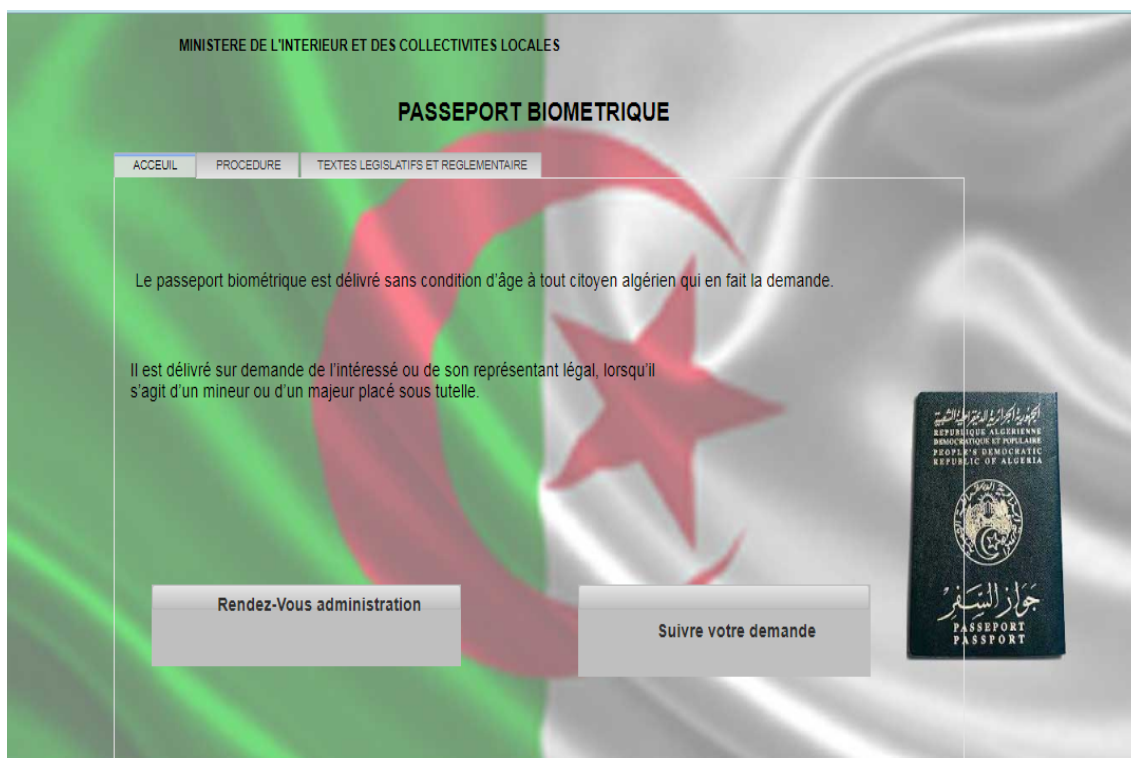 MINISTERE DE L'INTERIEUR ET DES COLLECTIVITES LOCALES
PASSEPORT BIOMETRIQUE
ACCEUIL
PROCEDURE
TEXTES LEGISLATIFS ET REGLEMENTAIRE
Le passeport biométrique est délivré sans condition d'âge à tout citoyen algérien qui en fait la demande.
Il est délivré sur demande de l'intéressé ou de son représentant légal, lorsqu'il
s'agit d'un mineur ou d'un majeur placé sous tutelle.
الجمهورية الجزائرية الديمقراطية الشعبية
REPUBLIQUE ALGERIENNE
DEMOCRATIQUE ET POPULAIRE
PEOPLE'S DEMOCRATIC
REPUBLIC OF ALGERIA
جَوَاز السَّفَرْ
PASSEPORT
PASSPORT
Rendez-Vous administration
Suivre votre demande